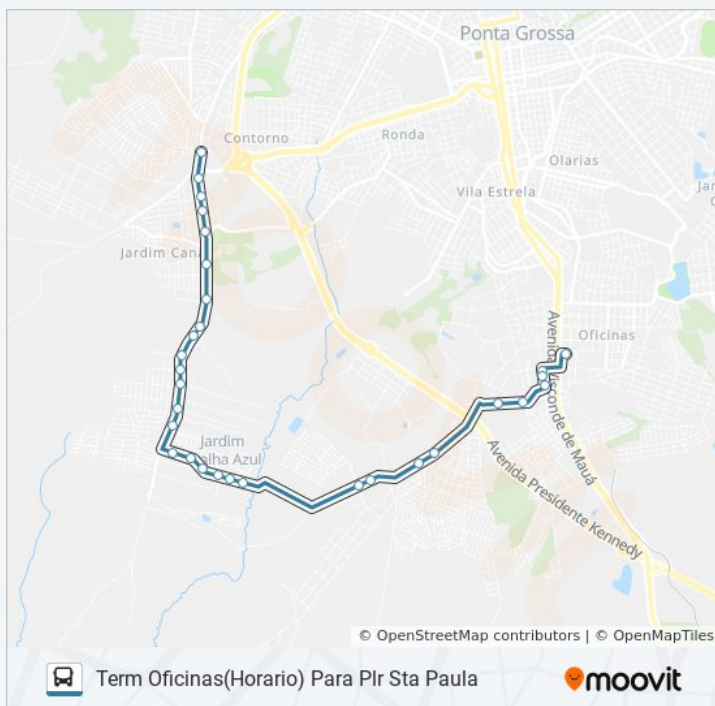 Ponta Grossa
Contorno
Ronda
Olarias
Vila Estrela
Jardim
Oficinas
Avenida Visconde de Mauá
Jardim
Azul
Avenida Presidente Kennedy
© OpenStreetMap contributors | © OpenMapTiles
Term Oficinas(Horario) Para Plr Sta Paula
moovit